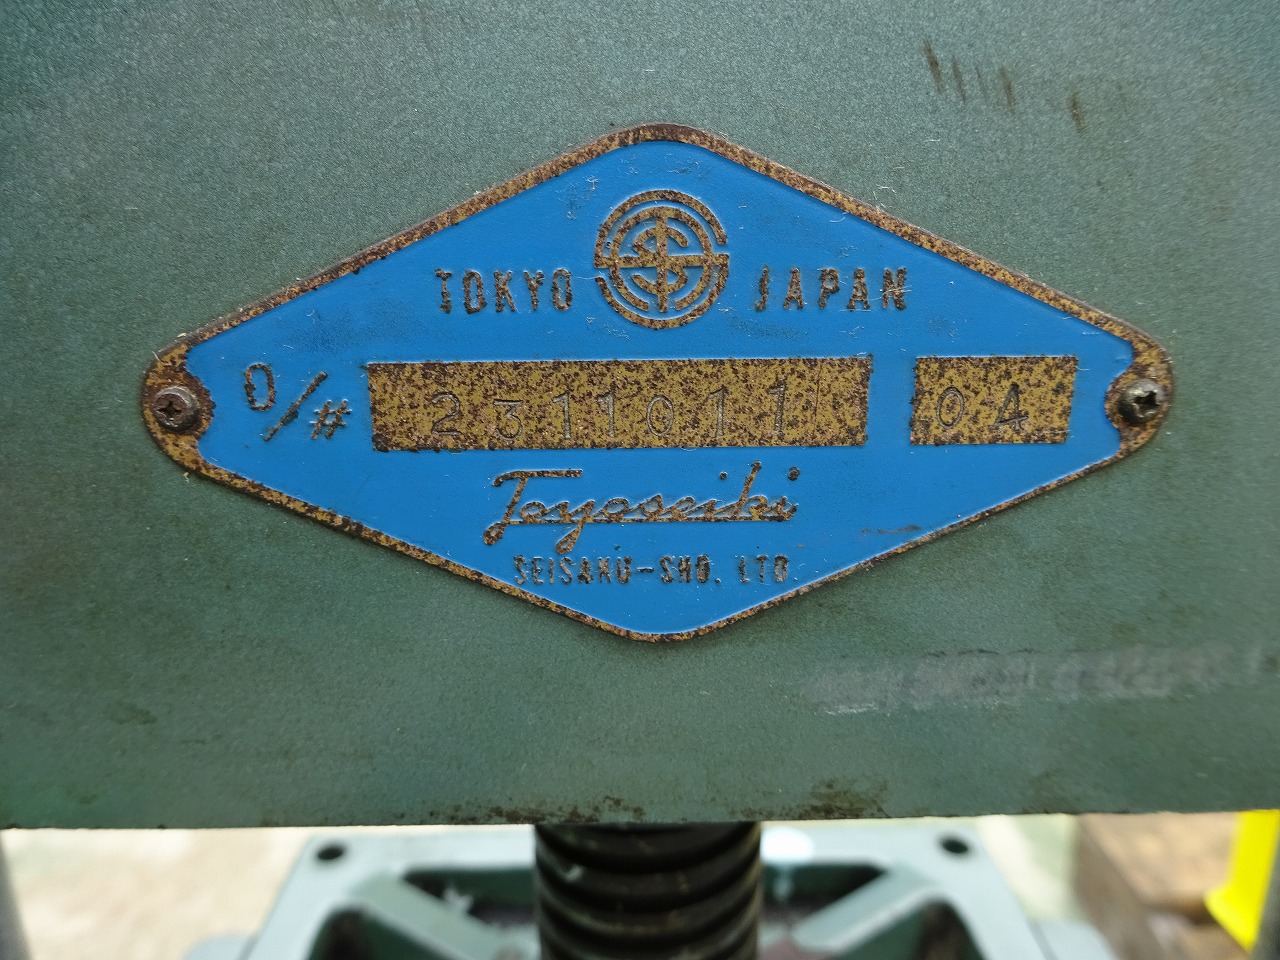 TOKYO JAPAN
O/# 2311011 04
Toyoseiki
SEISAKU-SHO. LTD.